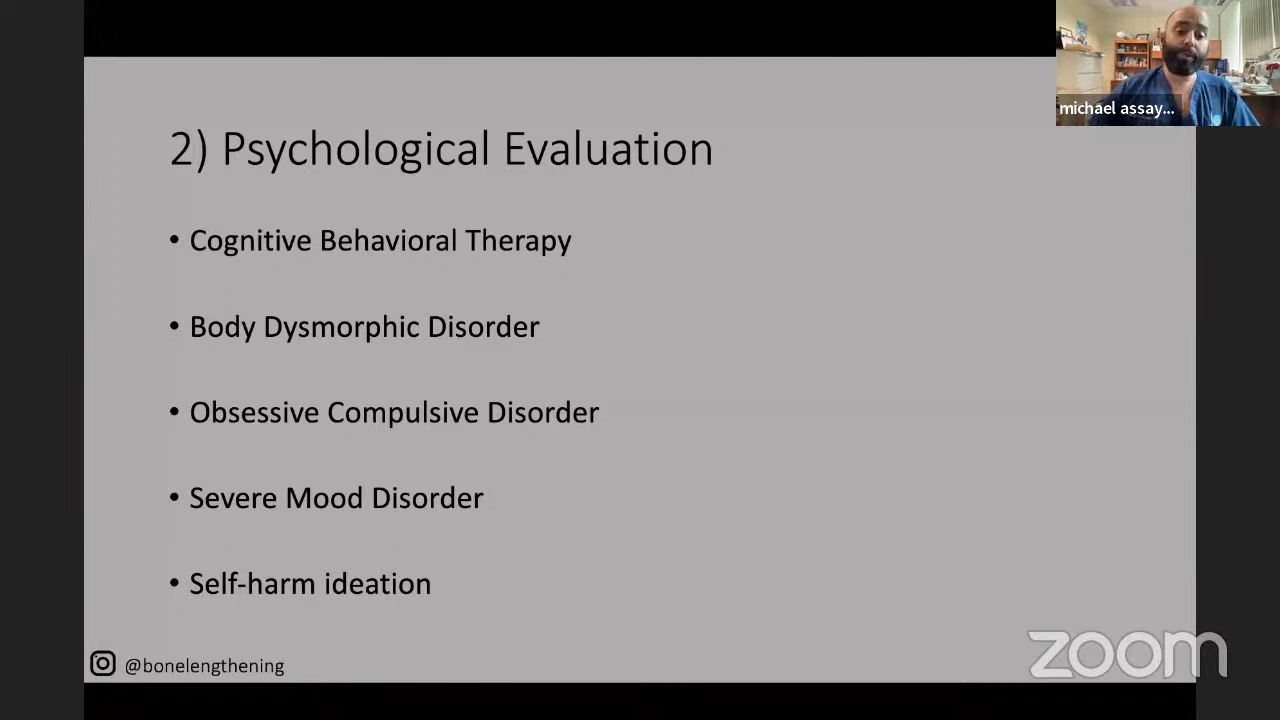 michael assay...
2) Psychological Evaluation
• Cognitive Behavioral Therapy
• Body Dysmorphic Disorder
• Obsessive Compulsive Disorder
• Severe Mood Disorder
• Self-harm ideation
@bonelengthening
zoom